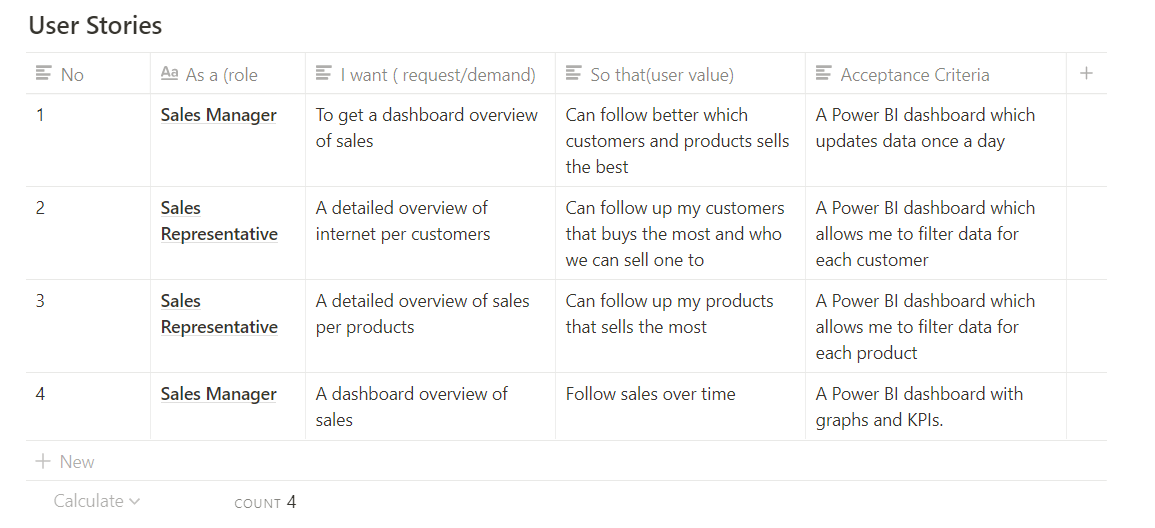 User Stories
No
Aa As a (role
I want ( request/demand)
So that(user value)
Acceptance Criteria
1
Sales Manager
To get a dashboard overview
of sales
Can follow better which
customers and products sells
the best
A Power BI dashboard which
updates data once a day
2
Sales
Representative
A detailed overview of
internet per customers
Can follow up my customers
that buys the most and who
we can sell one to
A Power BI dashboard which
allows me to filter data for
each customer
3
Sales
Representative
A detailed overview of sales
per products
Can follow up my products
that sells the most
A Power BI dashboard which
allows me to filter data for
each product
4
Sales Manager
A dashboard overview of
sales
Follow sales over time
A Power BI dashboard with
graphs and KPIs.
+ New
Calculate
COUNT 4